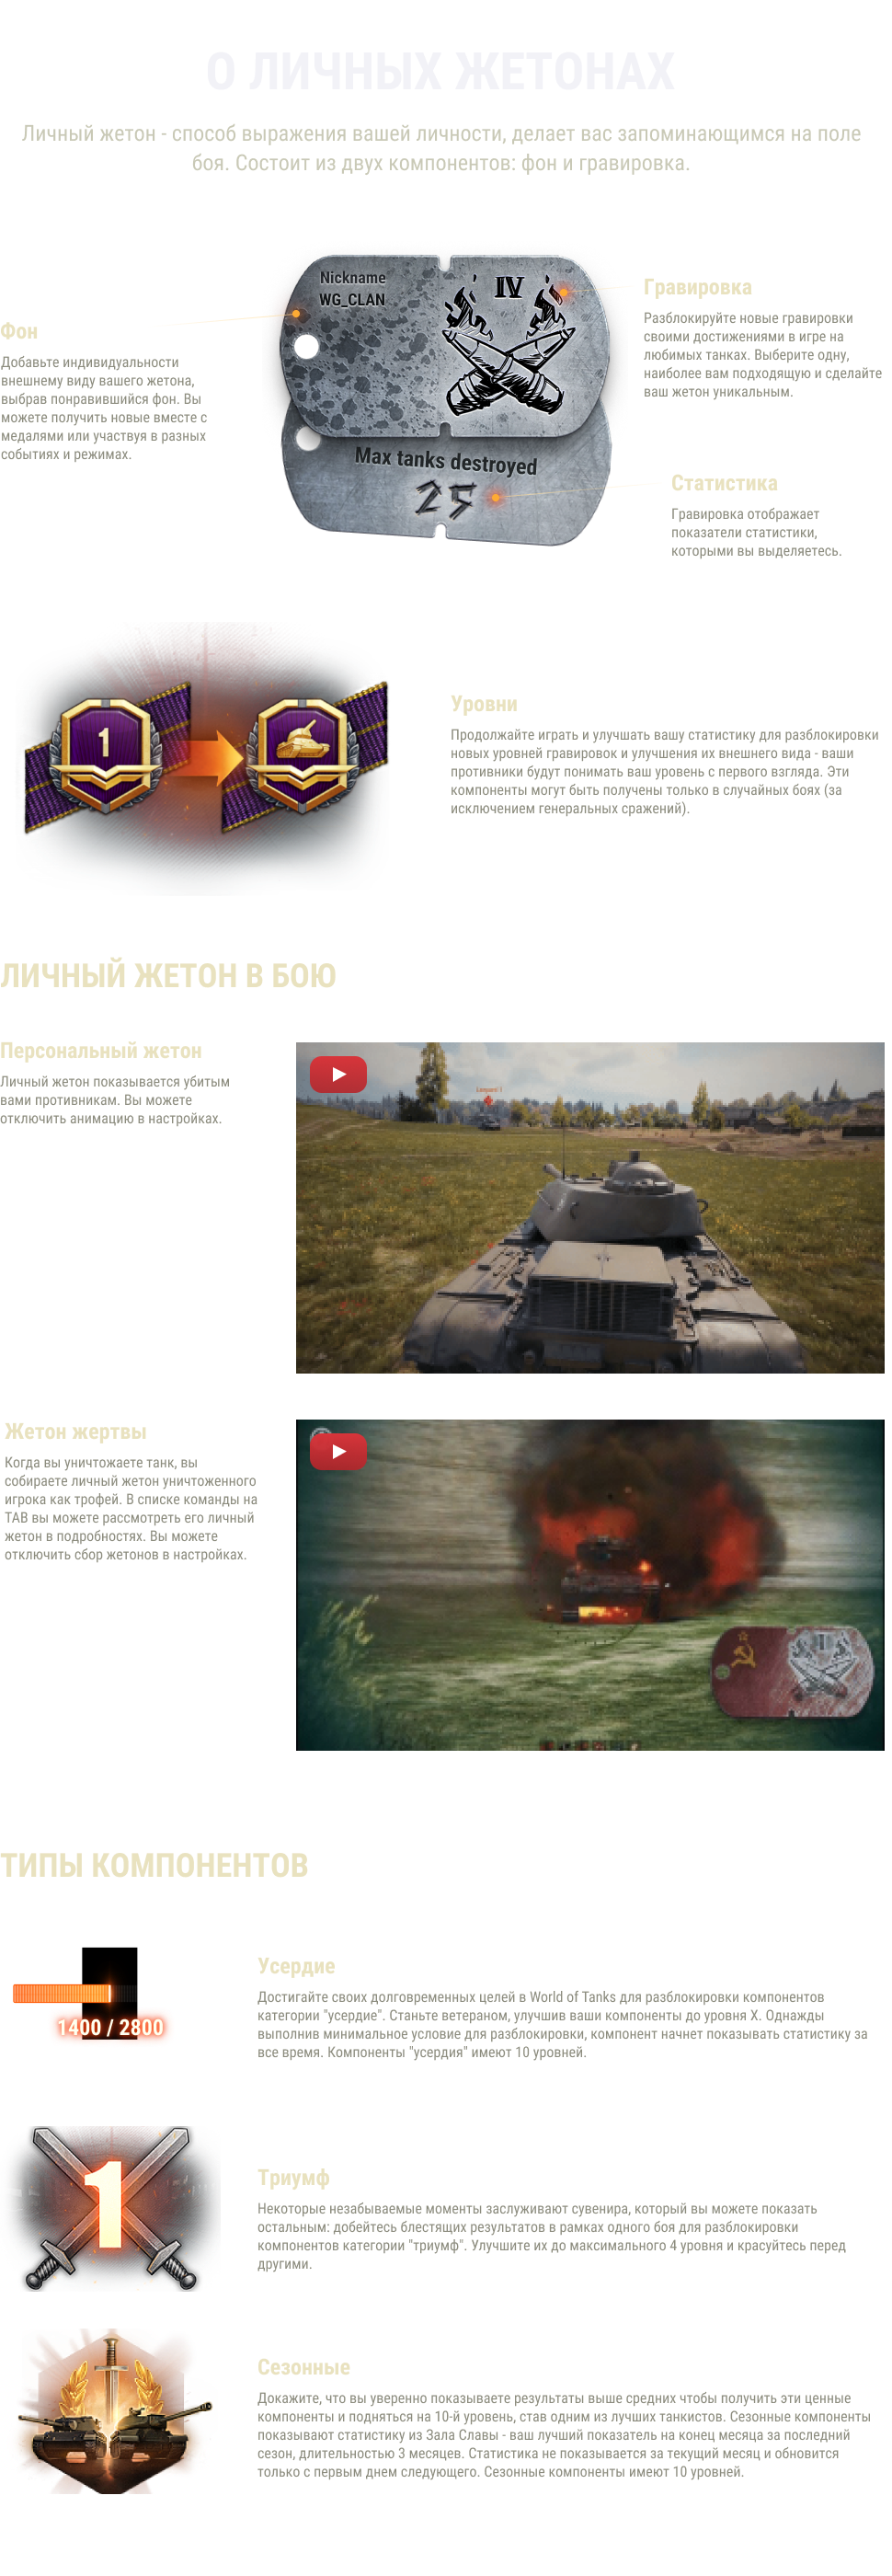 О ЛИЧНЫХ ЖЕТОНАХ
Личный жетон - способ выражения вашей личности, делает вас запоминающимся на поле
боя. Состоит из двух компонентов: фон и гравировка.
Nickname
WG_CLAN
IV
Max tanks destroyed
25
Фон
Добавьте индивидуальности
внешнему виду вашего жетона,
выбрав понравившийся фон. Вы
можете получить новые вместе с
медалями или участвуя в разных
событиях и режимах.
Гравировка
Разблокируйте новые гравировки
своими достижениями в игре на
любимых танках. Выберите одну,
наиболее вам подходящую и сделайте
ваш жетон уникальным.
Статистика
Гравировка отображает
показатели статистики,
которыми вы выделяетесь.
1
Уровни
Продолжайте играть и улучшать вашу статистику для разблокировки
новых уровней гравировок и улучшения их внешнего вида - ваши
противники будут понимать ваш уровень с первого взгляда. Эти
компоненты могут быть получены только в случайных боях (за
исключением генеральных сражений).
ЛИЧНЫЙ ЖЕТОН В БОЮ
Персональный жетон
Личный жетон показывается убитым
вами противникам. Вы можете
отключить анимацию в настройках.
Жетон жертвы
Когда вы уничтожаете танк, вы
собираете личный жетон уничтоженного
игрока как трофей. В списке команды на
TAB вы можете рассмотреть его личный
жетон в подробностях. Вы можете
отключить сбор жетонов в настройках.
ТИПЫ КОМПОНЕНТОВ
1400 / 2800
Усердие
Достигайте своих долговременных целей в World of Tanks для разблокировки компонентов
категории "усердие". Станьте ветераном, улучшив ваши компоненты до уровня X. Однажды
выполнив минимальное условие для разблокировки, компонент начнет показывать статистику за
все время. Компоненты "усердия" имеют 10 уровней.
1
Триумф
Некоторые незабываемые моменты заслуживают сувенира, который вы можете показать
остальным: добейтесь блестящих результатов в рамках одного боя для разблокировки
компонентов категории "триумф". Улучшите их до максимального 4 уровня и красуйтесь перед
другими.
Сезонные
Докажите, что вы уверенно показываете результаты выше средних чтобы получить эти ценные
компоненты и подняться на 10-й уровень, став одним из лучших танкистов. Сезонные компоненты
показывают статистику из Зала Славы - ваш лучший показатель на конец месяца за последний
сезон, длительностью 3 месяцев. Статистика не показывается за текущий месяц и обновится
только с первым днем следующего. Сезонные компоненты имеют 10 уровней.